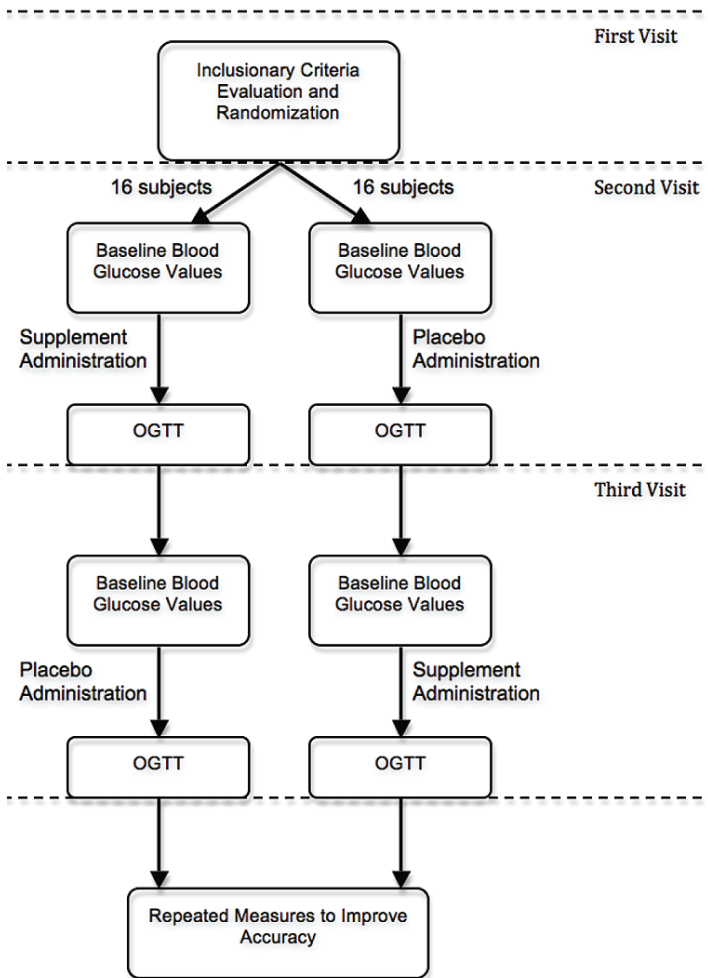 First Visit
Inclusionary Criteria
Evaluation and
Randomization
16 subjects
16 subjects
Second Visit
Baseline Blood
Glucose Values
Baseline Blood
Glucose Values
Supplement
Administration
Placebo
Administration
OGTT
OGTT
Third Visit
Baseline Blood
Glucose Values
Baseline Blood
Glucose Values
Placebo
Administration
Supplement
Administration
OGTT
OGTT
Repeated Measures to Improve
Accuracy